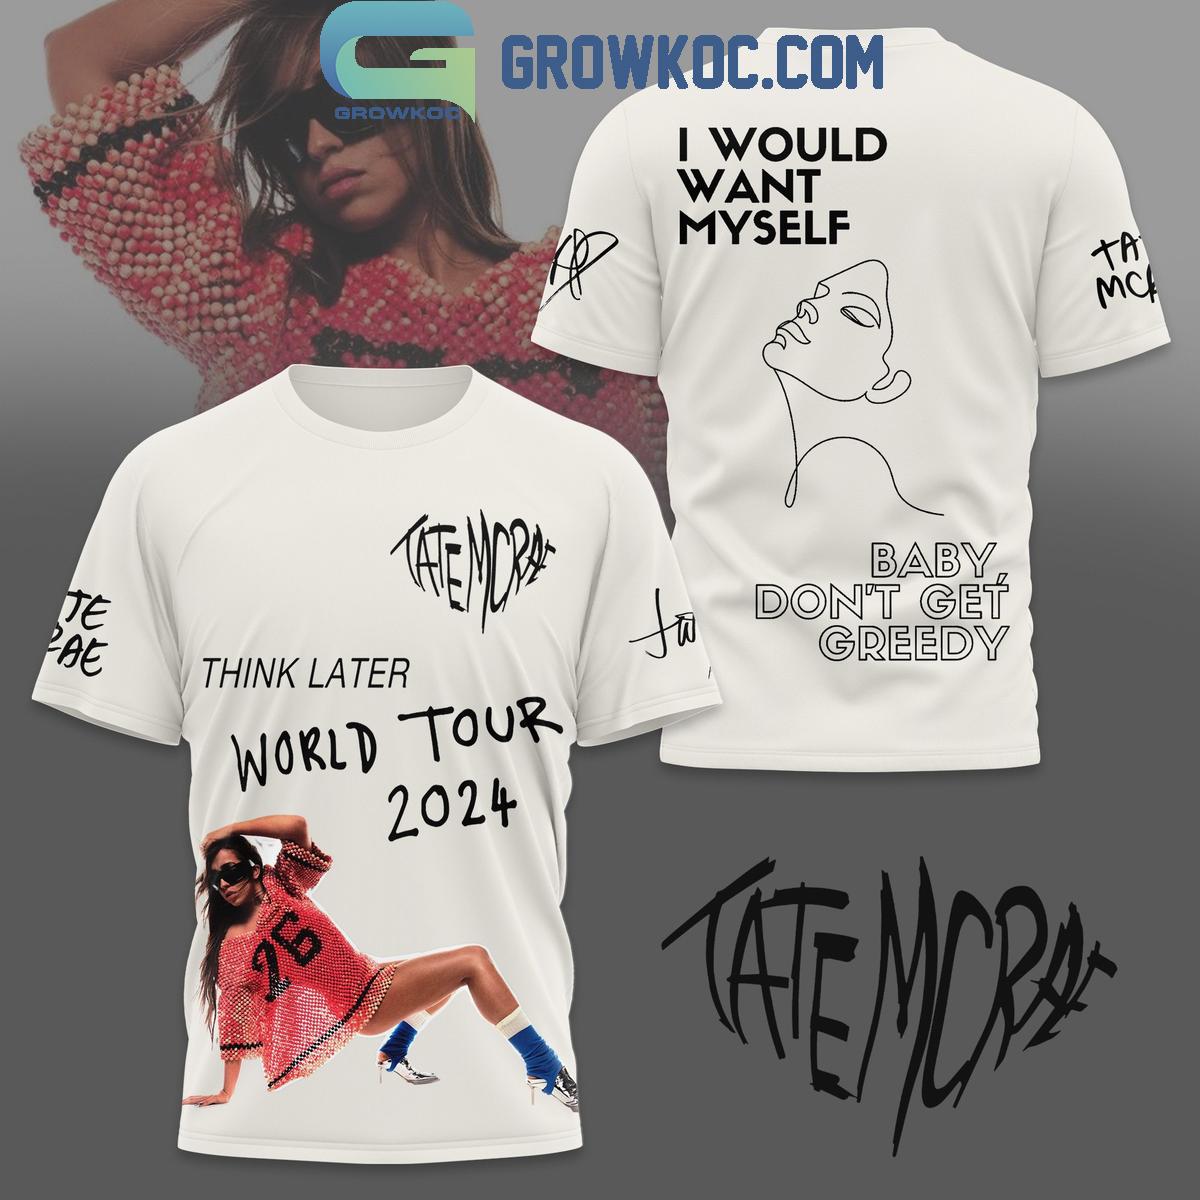 GROWKOC
GROWKOC.COM
I WOULD
WANT
MYSELF
TATE MCRAE
THINK LATER
WORLD TOUR
2024
26
BABY,
DON'T GET
GREEDY
TATE MCRAE